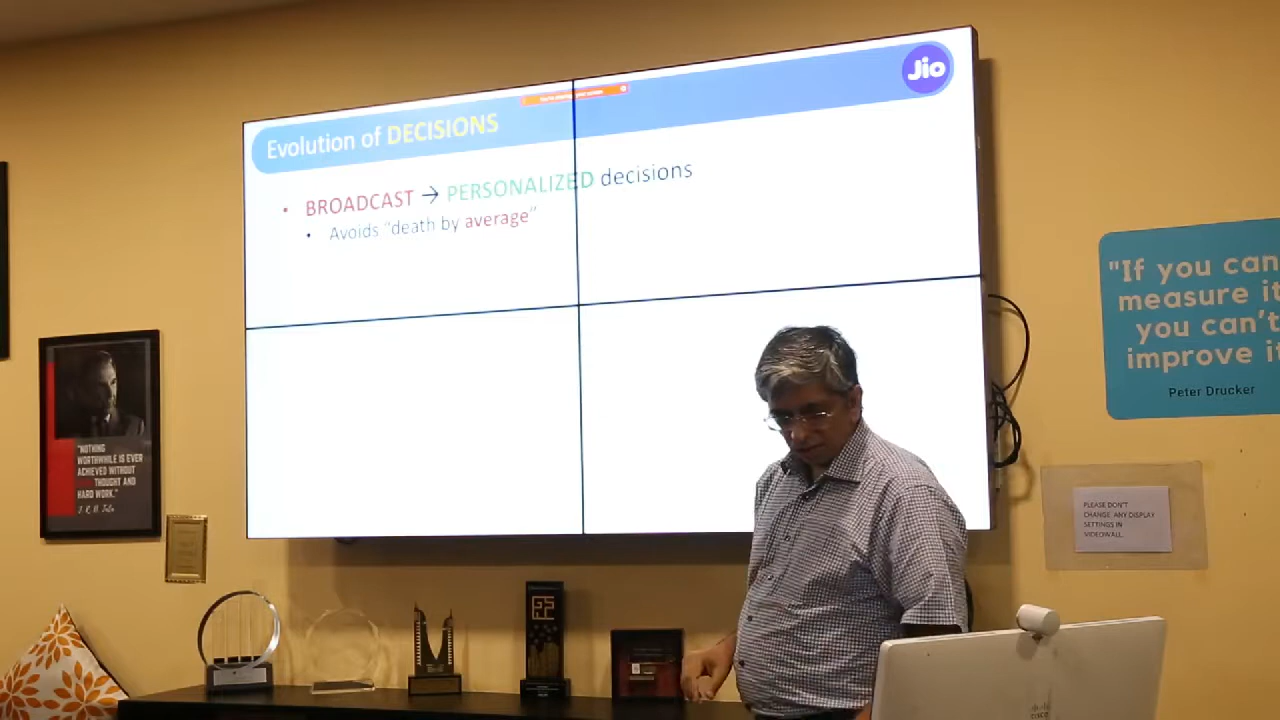 Jio
Evolution of DECISIONS
• BROADCAST → PERSONALIZED decisions
• Avoids “death by average”
"If you can
measure it
you can't
improve it
Peter Drucker
"NOTHING
WORTHWHILE IS EVER
ACHIEVED WITHOUT
THOUGHT AND
HARD WORK."
J. R. D. Tata
PLEASE DON'T
CHANGE ANY DISPLAY
SETTINGS IN
VIDEOWALL.
cisco